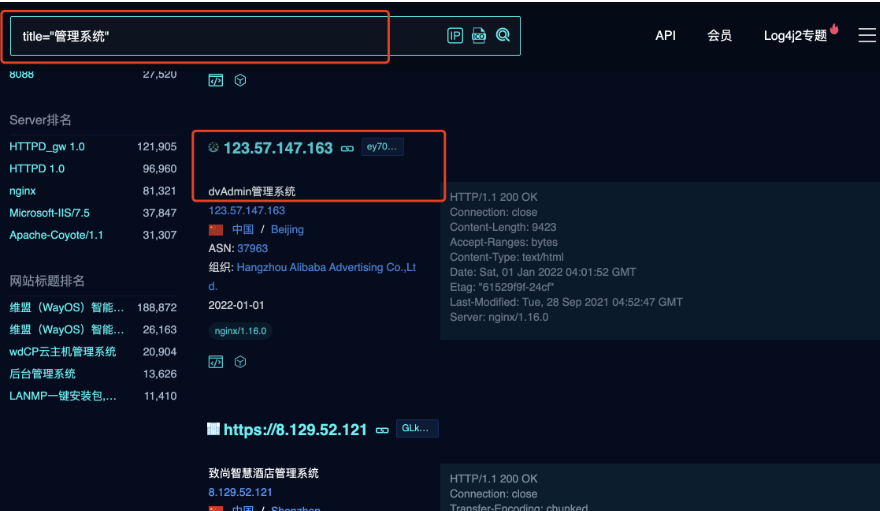 title="管理系统"
IP
API
会员
Log4j2专题
8088 27,520
Server排名
HTTPD_gw 1.0 121,905
HTTPD 1.0 96,960
nginx 81,321
Microsoft-IIS/7.5 37,847
Apache-Coyote/1.1 31,307
网站标题排名
维盟（WayOS）智能... 188,872
维盟（WayOS）智能... 26,163
wdCP云主机管理系统 20,904
后台管理系统 13,626
LANMP一键安装包,... 11,410
123.57.147.163 ey70...
dvAdmin管理系统
123.57.147.163
中国 / Beijing
ASN: 37963
组织: Hangzhou Alibaba Advertising Co.,Lt
d.
2022-01-01
nginx/1.16.0
HTTP/1.1 200 OK
Connection: close
Content-Length: 9423
Accept-Ranges: bytes
Content-Type: text/html
Date: Sat, 01 Jan 2022 04:01:52 GMT
Etag: "61529f9f-24cf"
Last-Modified: Tue, 28 Sep 2021 04:52:47 GMT
Server: nginx/1.16.0
https://8.129.52.121 GLk...
致尚智慧酒店管理系统
8.129.52.121
中国 / Shenzhen
HTTP/1.1 200 OK
Connection: close
Transfer-Encoding: chunked